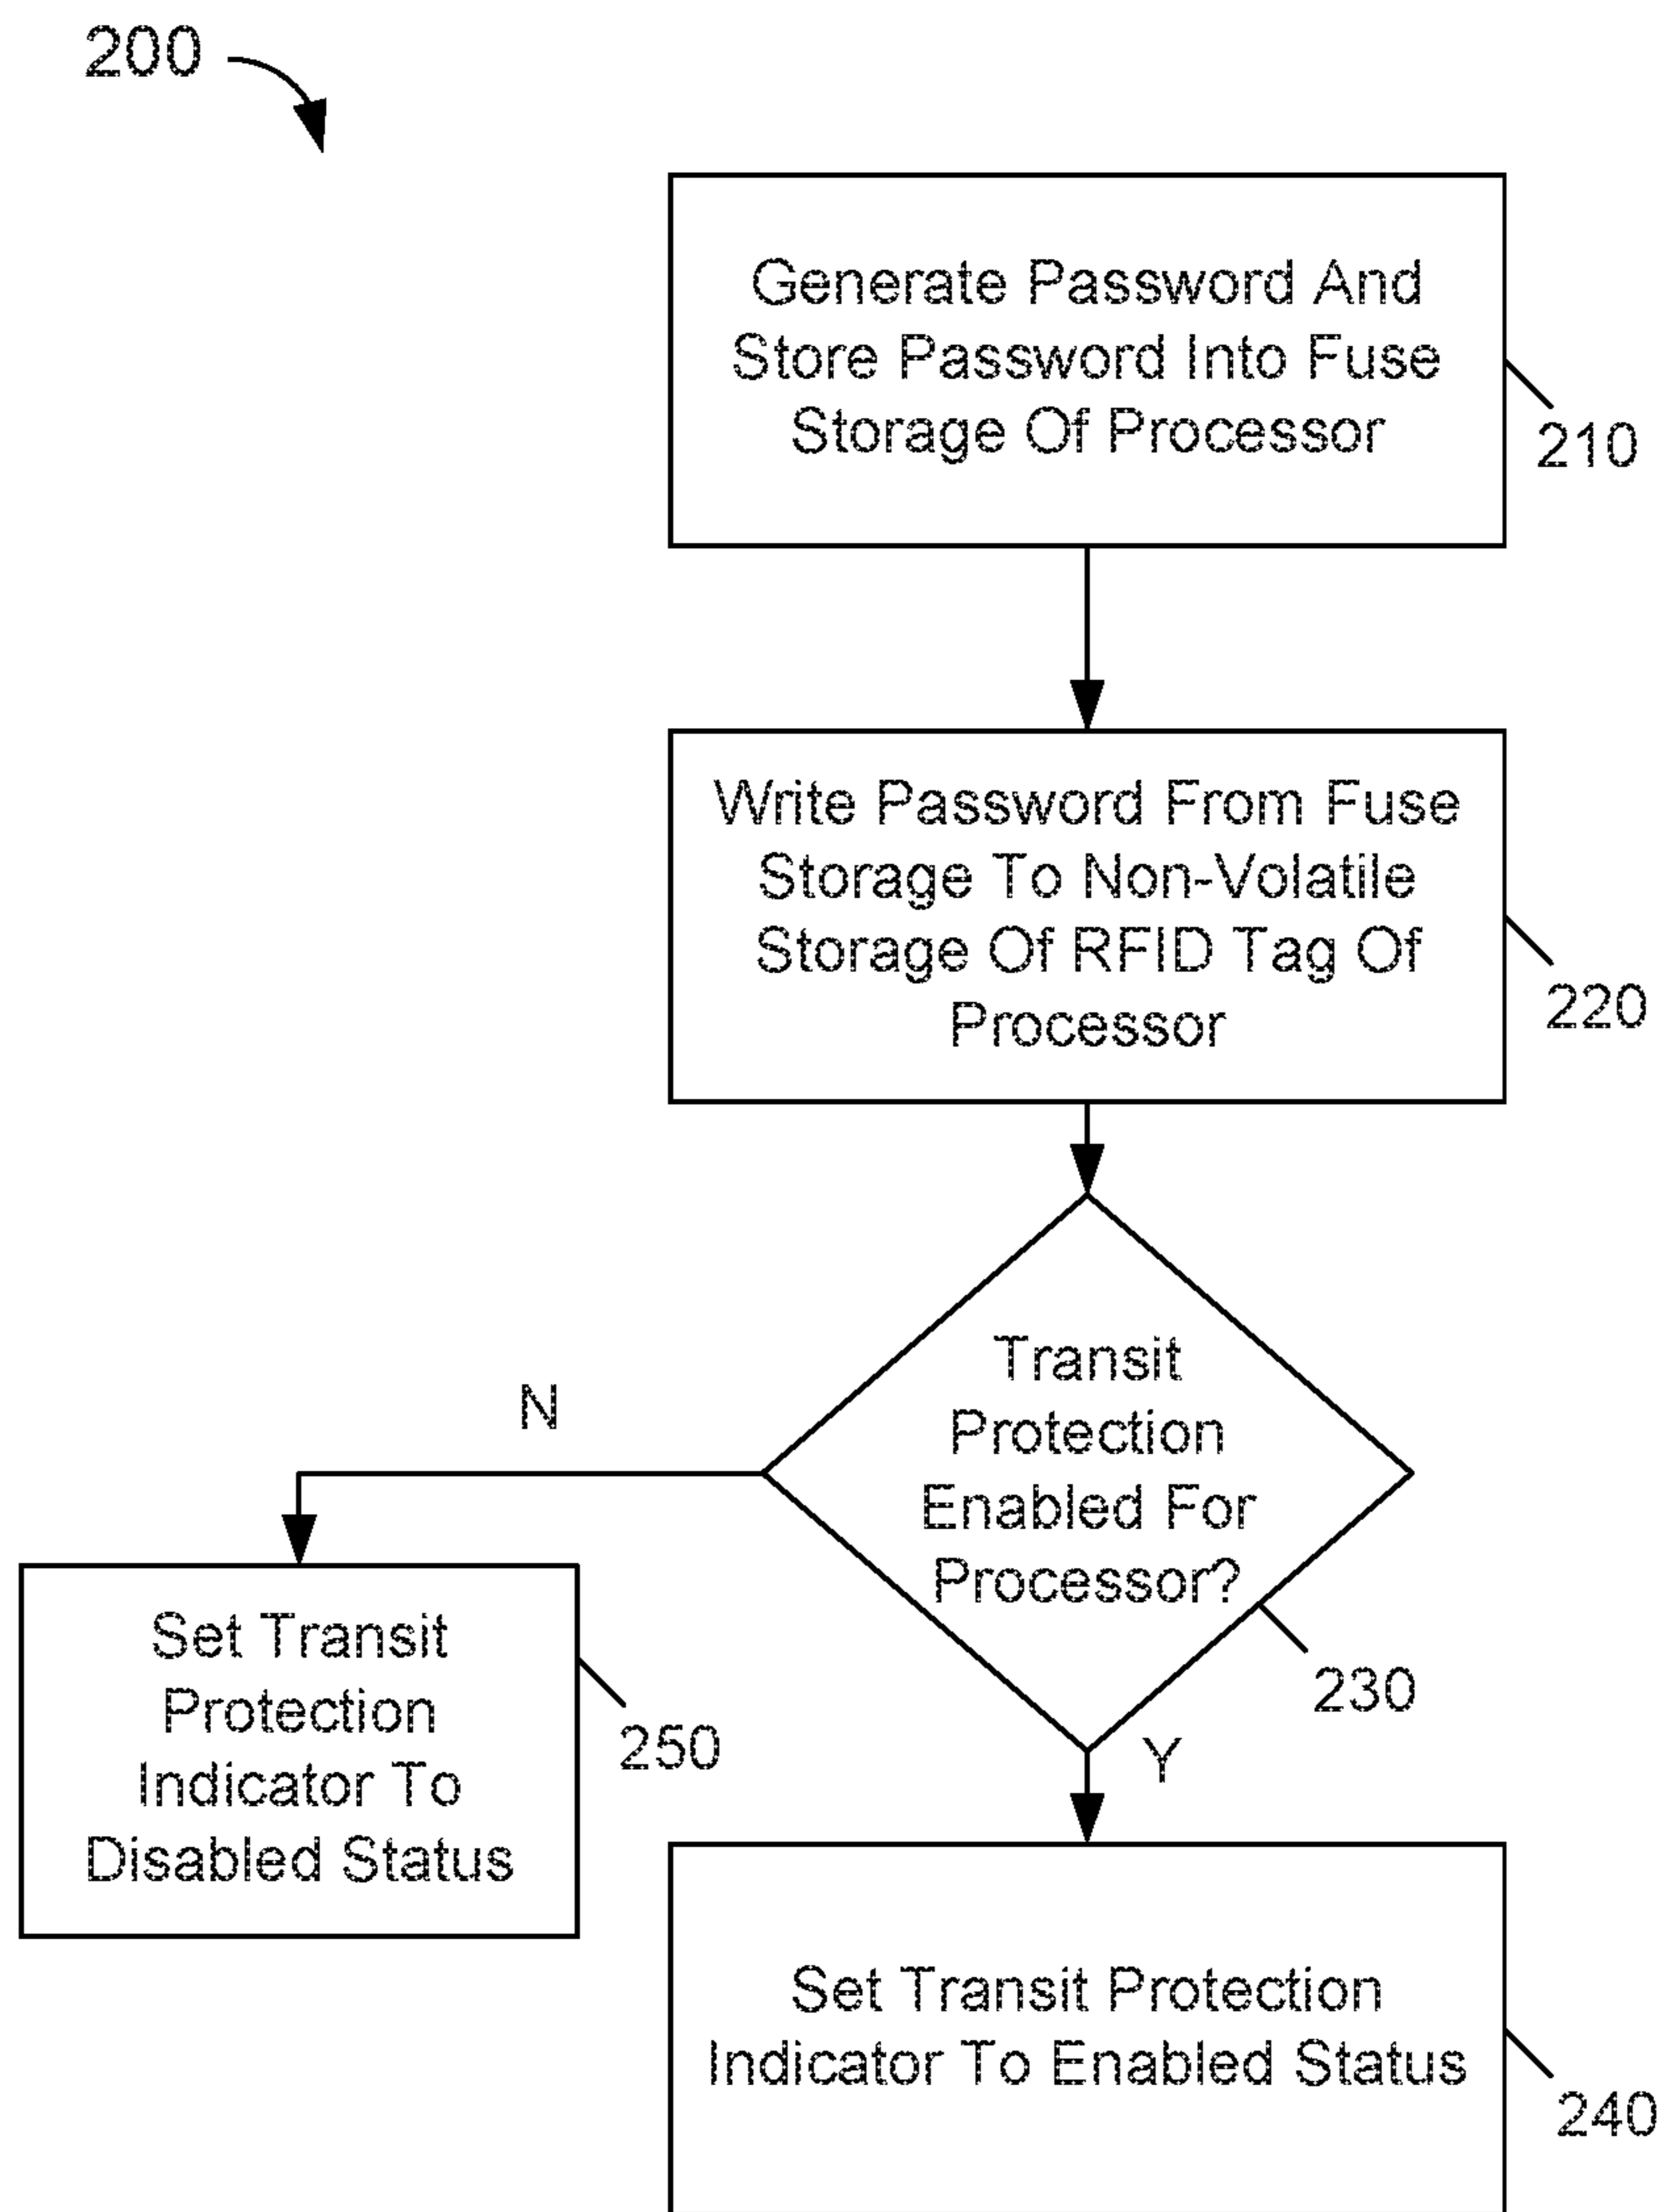 200
Generate Password And
Store Password Into Fuse
Storage Of Processor
210
Write Password From Fuse
Storage To Non-Volatile
Storage Of RFID Tag Of
Processor
220
Transit
Protection
Enabled For
Processor?
230
N
Y
Set Transit
Protection
Indicator To
Disabled Status
250
Set Transit Protection
Indicator To Enabled Status
240